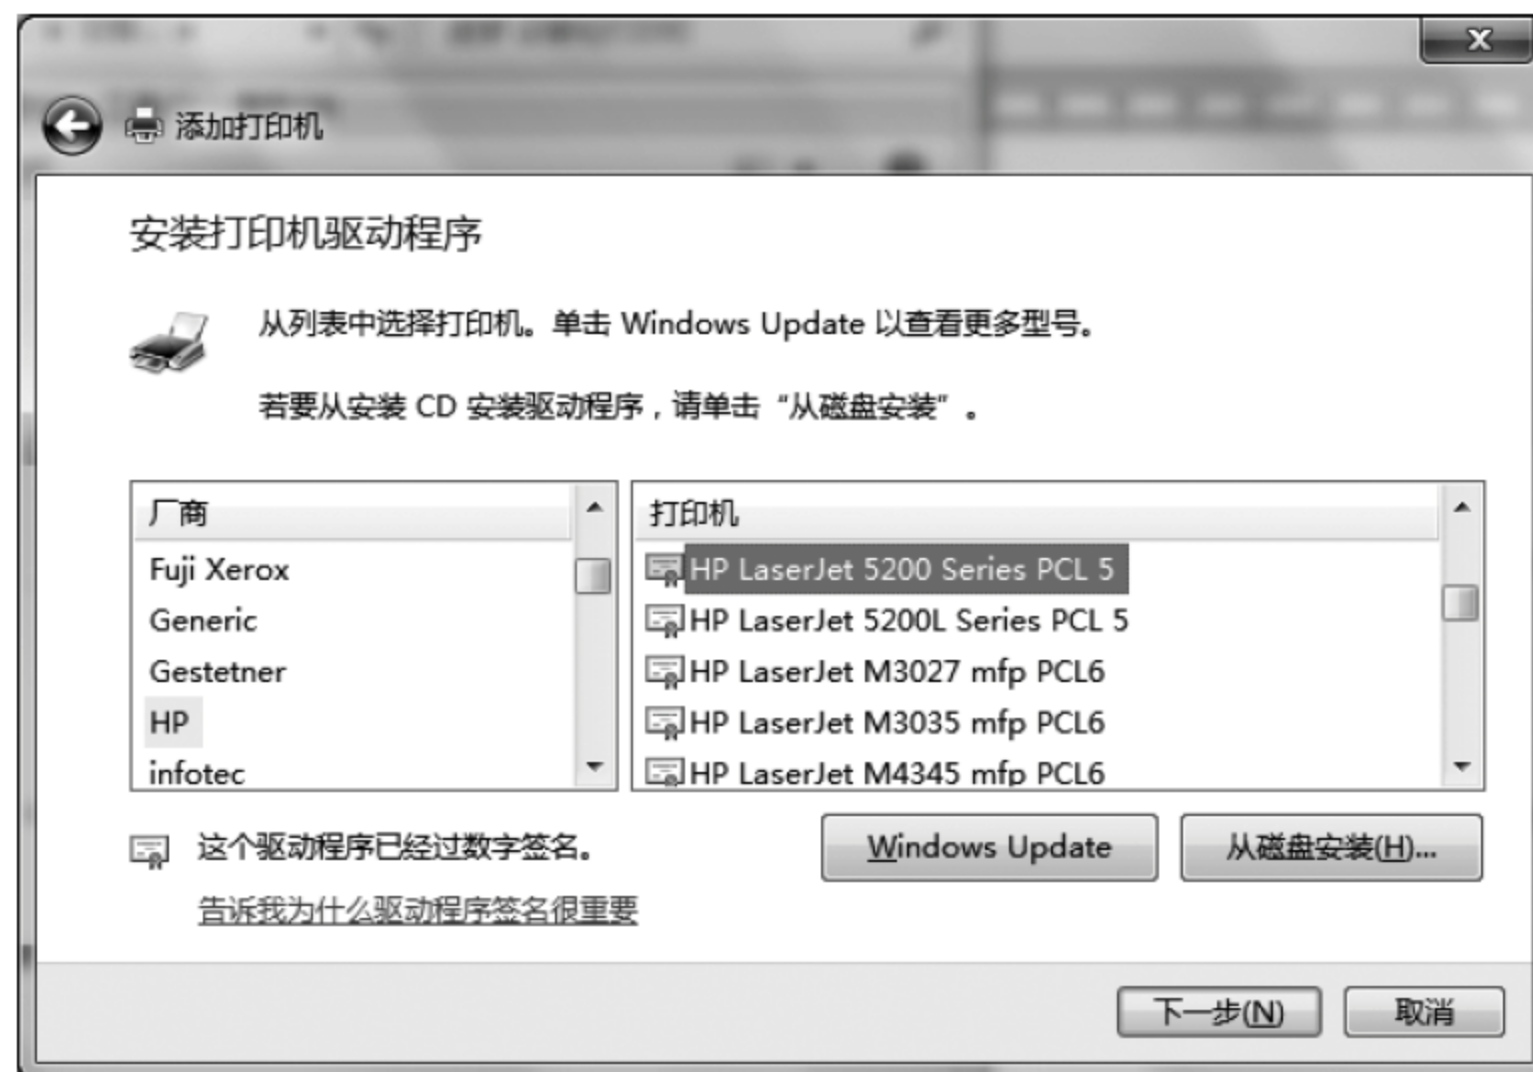 添加打印机
安装打印机驱动程序
从列表中选择打印机。单击 Windows Update 以查看更多型号。
若要从安装 CD 安装驱动程序，请单击“从磁盘安装”。
厂商
Fuji Xerox
Generic
Gestetner
HP
infotec
打印机
HP LaserJet 5200 Series PCL 5
HP LaserJet 5200L Series PCL 5
HP LaserJet M3027 mfp PCL6
HP LaserJet M3035 mfp PCL6
HP LaserJet M4345 mfp PCL6
这个驱动程序已经过数字签名。
告诉我为什么驱动程序签名很重要
Windows Update
从磁盘安装(H)...
下一步(N)
取消